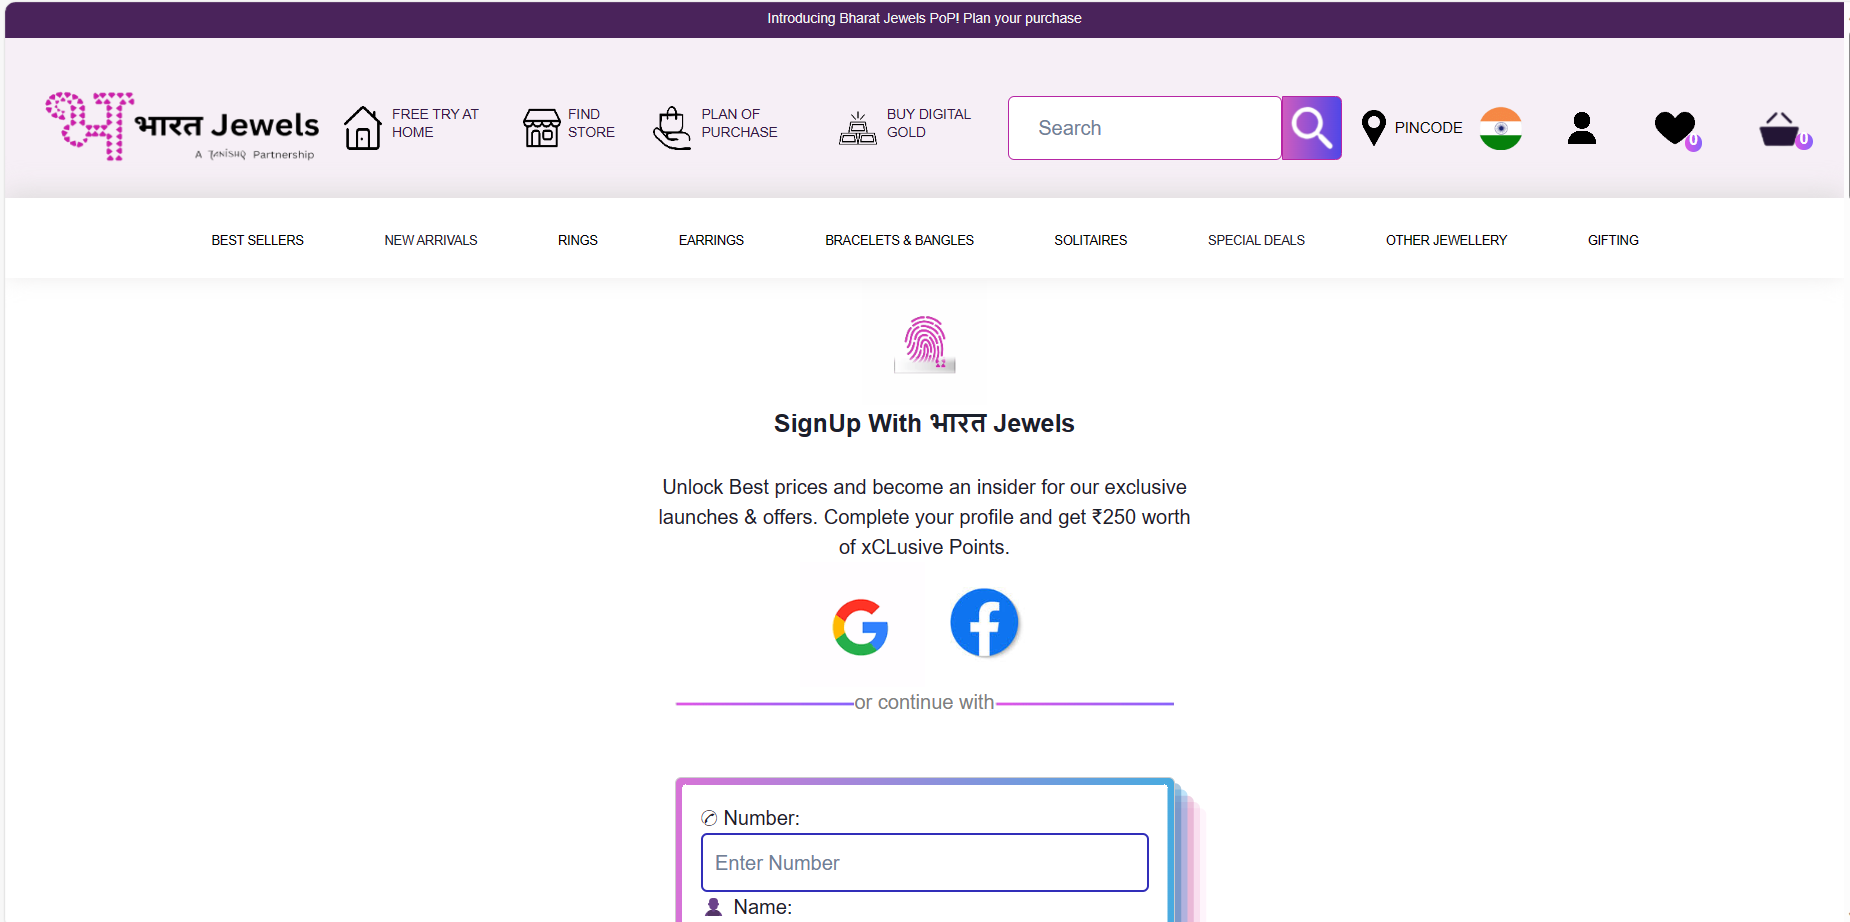 Introducing Bharat Jewels PoP! Plan your purchase
भा
भारत Jewels
A TANISHQ Partnership
FREE TRY AT
HOME
FIND
STORE
PLAN OF
PURCHASE
BUY DIGITAL
GOLD
Search
PINCODE
0
0
BEST SELLERS
NEW ARRIVALS
RINGS
EARRINGS
BRACELETS & BANGLES
SOLITAIRES
SPECIAL DEALS
OTHER JEWELLERY
GIFTING
SignUp With भारत Jewels
Unlock Best prices and become an insider for our exclusive
launches & offers. Complete your profile and get ₹250 worth
of xCLusive Points.
or continue with
Number:
Enter Number
Name: